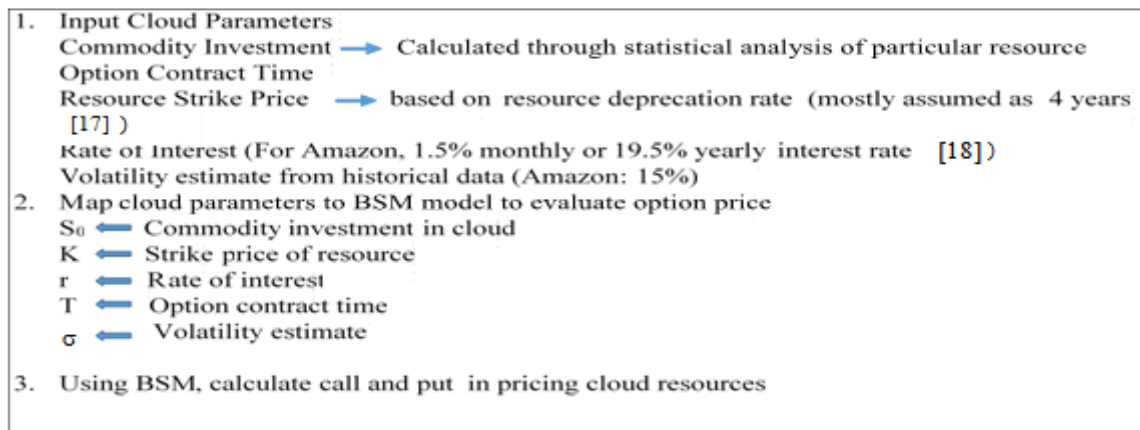 1. Input Cloud Parameters
Commodity Investment → Calculated through statistical analysis of particular resource
Option Contract Time
Resource Strike Price → based on resource deprecation rate (mostly assumed as 4 years
[17] )
Rate of Interest (For Amazon, 1.5% monthly or 19.5% yearly interest rate [18])
Volatility estimate from historical data (Amazon: 15%)
2. Map cloud parameters to BSM model to evaluate option price
S₀ ← Commodity investment in cloud
K ← Strike price of resource
r ← Rate of interest
T ← Option contract time
σ ← Volatility estimate
3. Using BSM, calculate call and put in pricing cloud resources